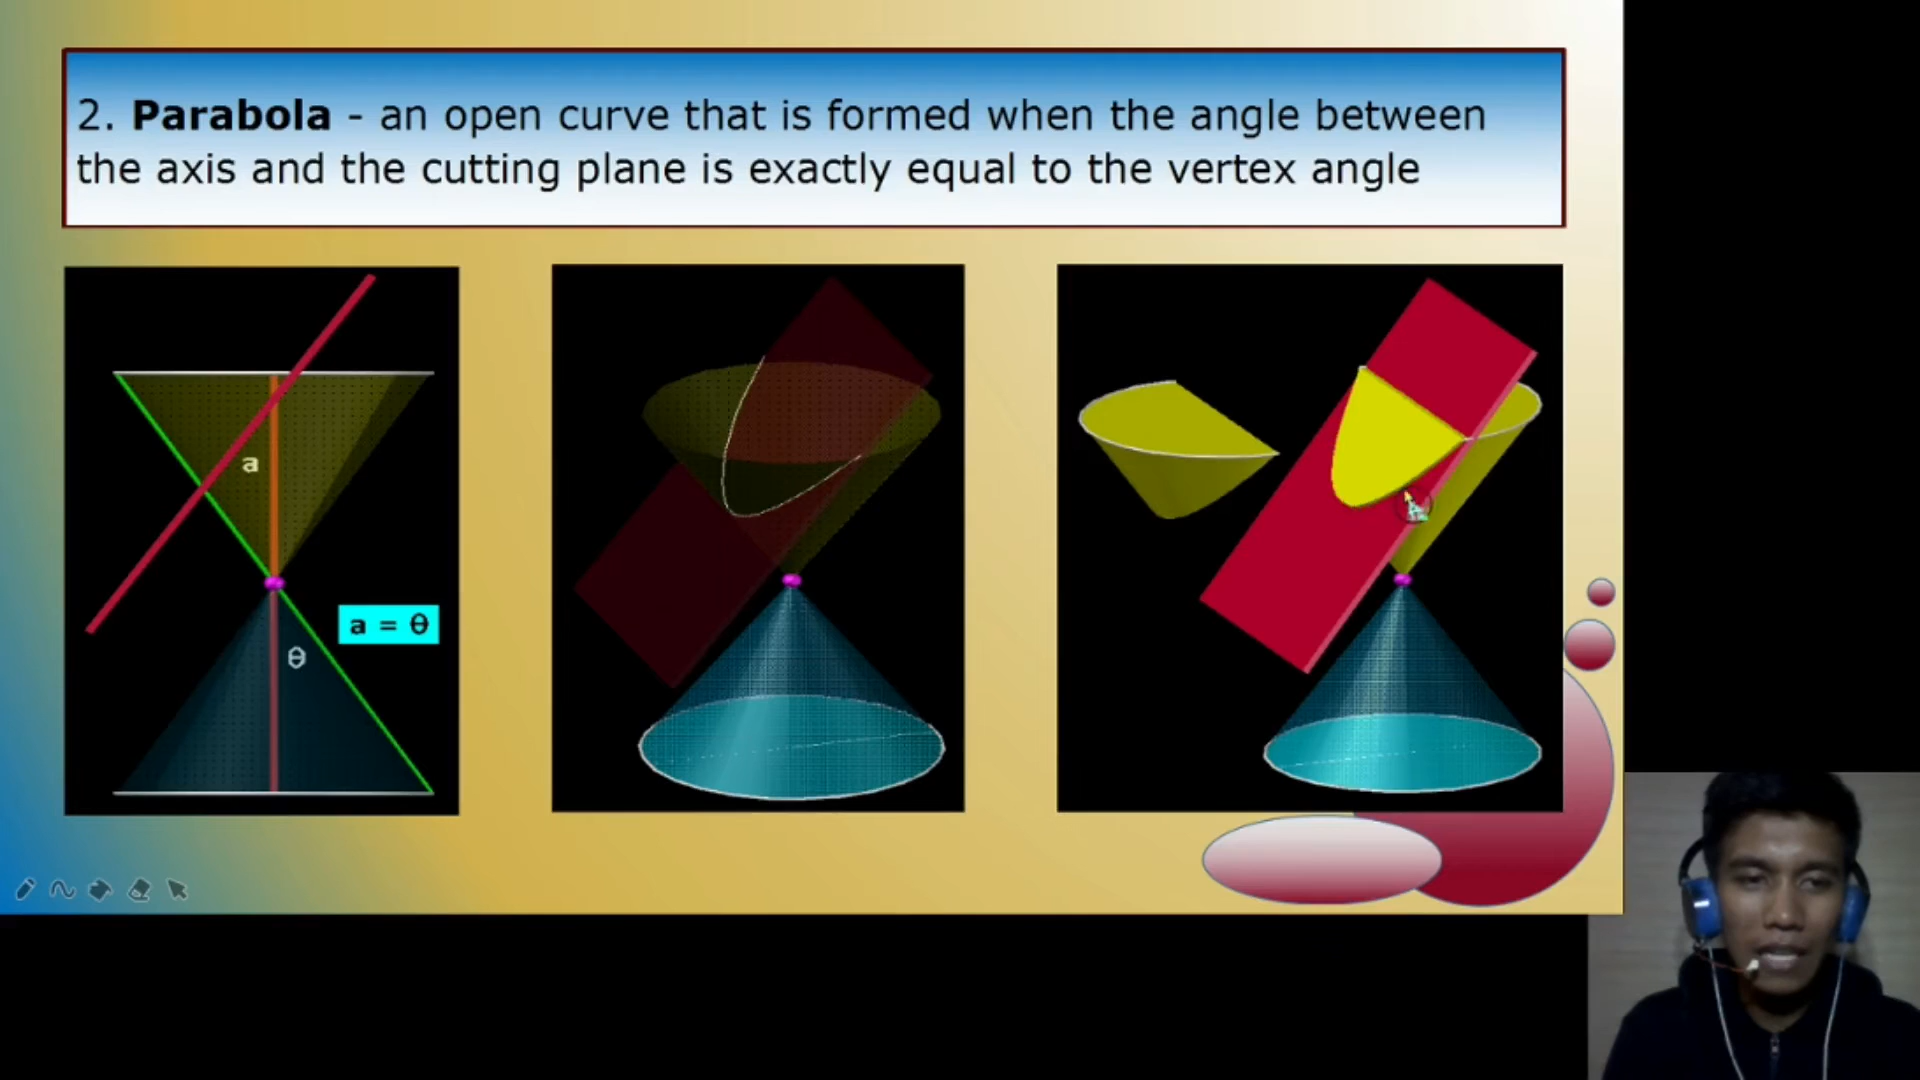 2. Parabola - an open curve that is formed when the angle between
the axis and the cutting plane is exactly equal to the vertex angle
a
a = θ
θ